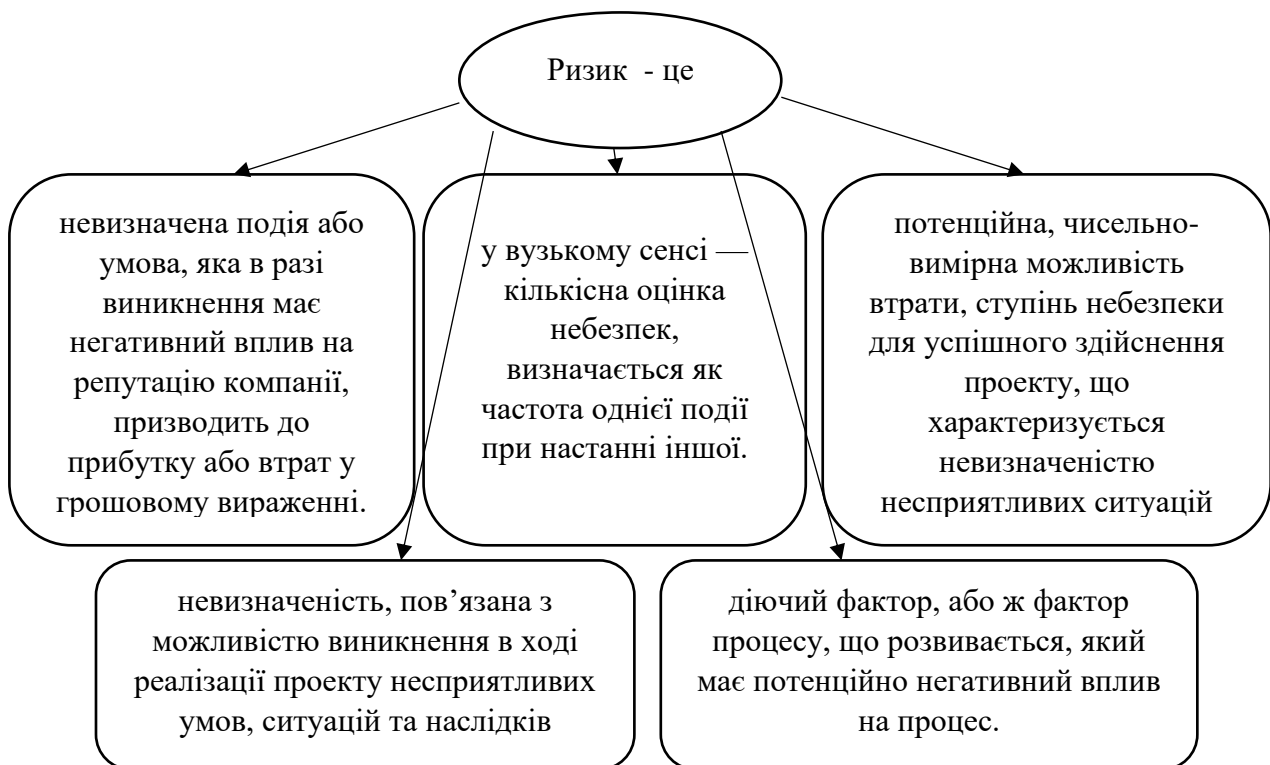 Ризик - це
невизначена подія або
умова, яка в разі
виникнення має
негативний вплив на
репутацію компанії,
призводить до
прибутку або втрат у
грошовому вираженні.
у вузькому сенсі —
кількісна оцінка
небезпек,
визначається як
частота однієї події
при настанні іншої.
потенційна, чисельно-
вимірна можливість
втрати, ступінь небезпеки
для успішного здійснення
проекту, що
характеризується
невизначеністю
несприятливих ситуацій
невизначеність, пов’язана з
можливістю виникнення в ході
реалізації проекту несприятливих
умов, ситуацій та наслідків
діючий фактор, або ж фактор
процесу, що розвивається, який
має потенційно негативний вплив
на процес.